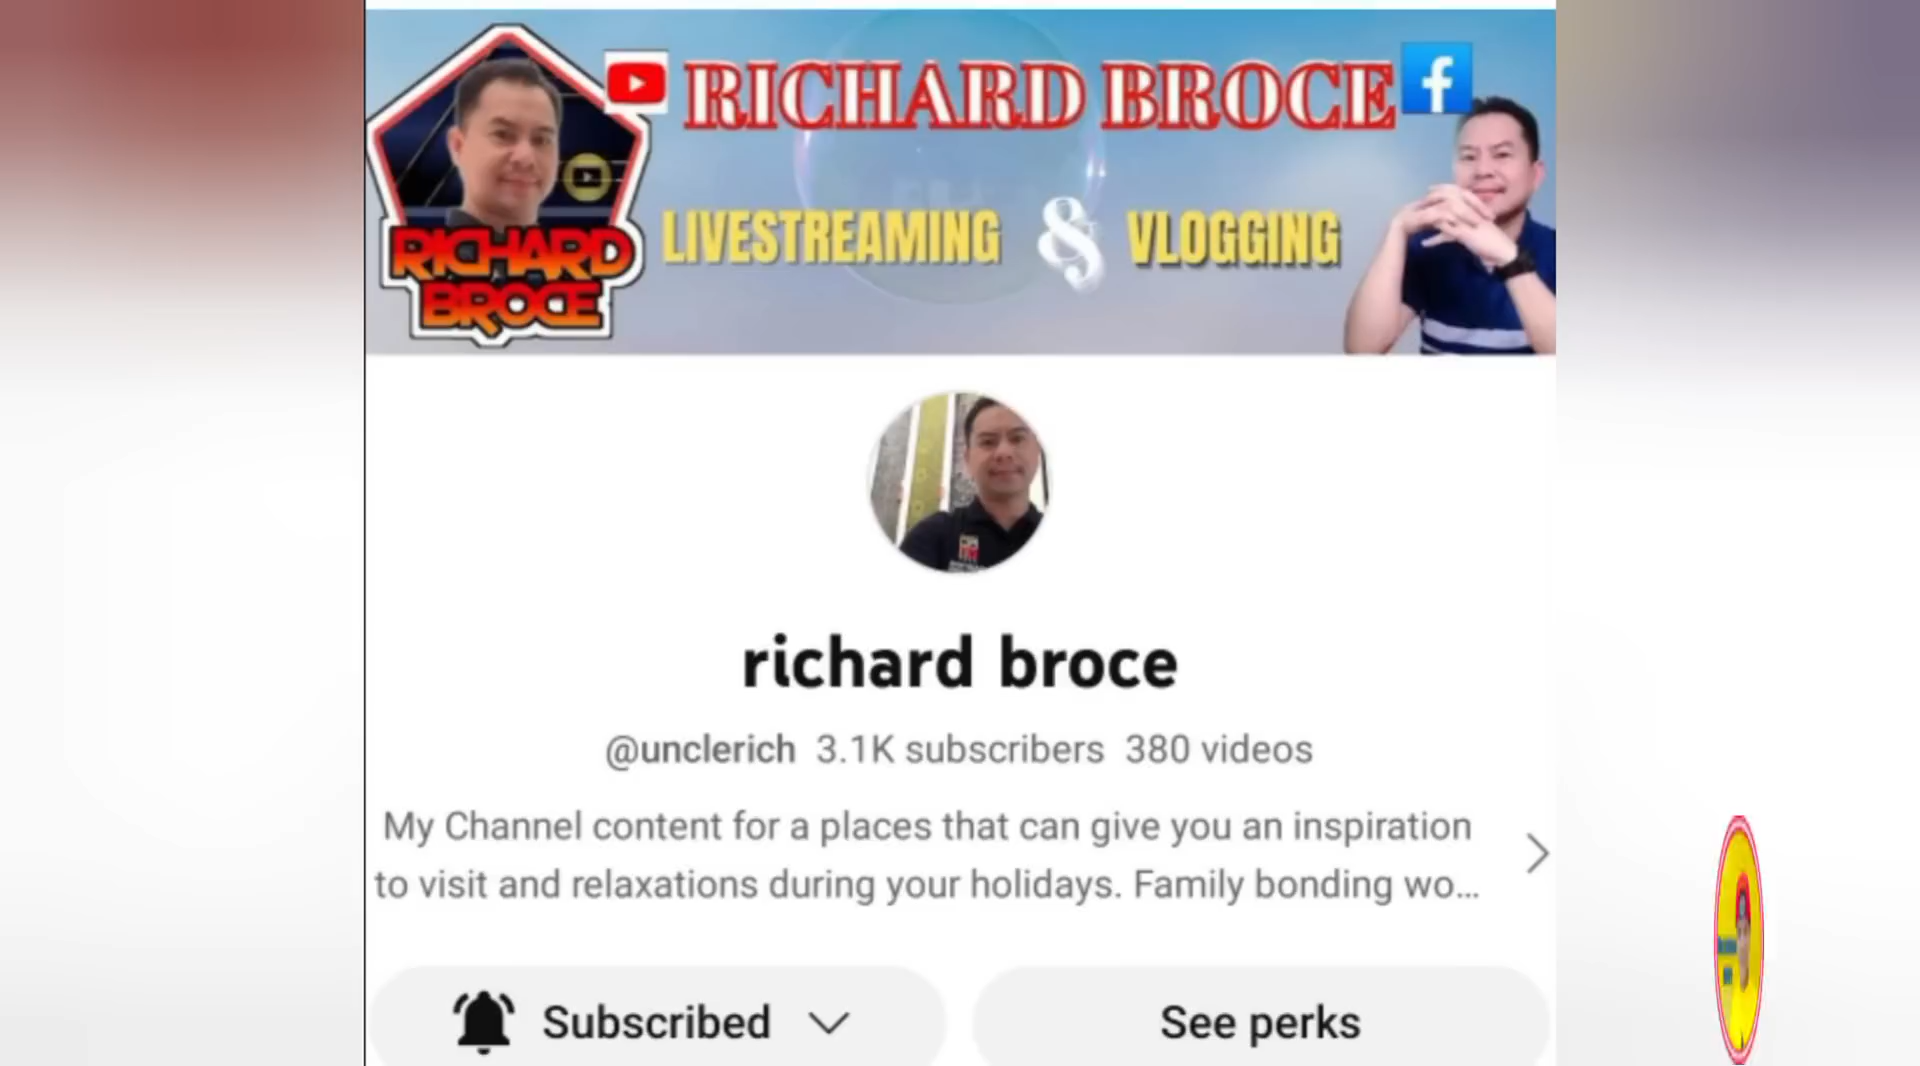 RICHARD BROCE
LIVESTREAMING & VLOGGING
RICHARD
BROCE
richard broce
@unclerich 3.1K subscribers 380 videos
My Channel content for a places that can give you an inspiration
to visit and relaxations during your holidays. Family bonding wo...
Subscribed
See perks